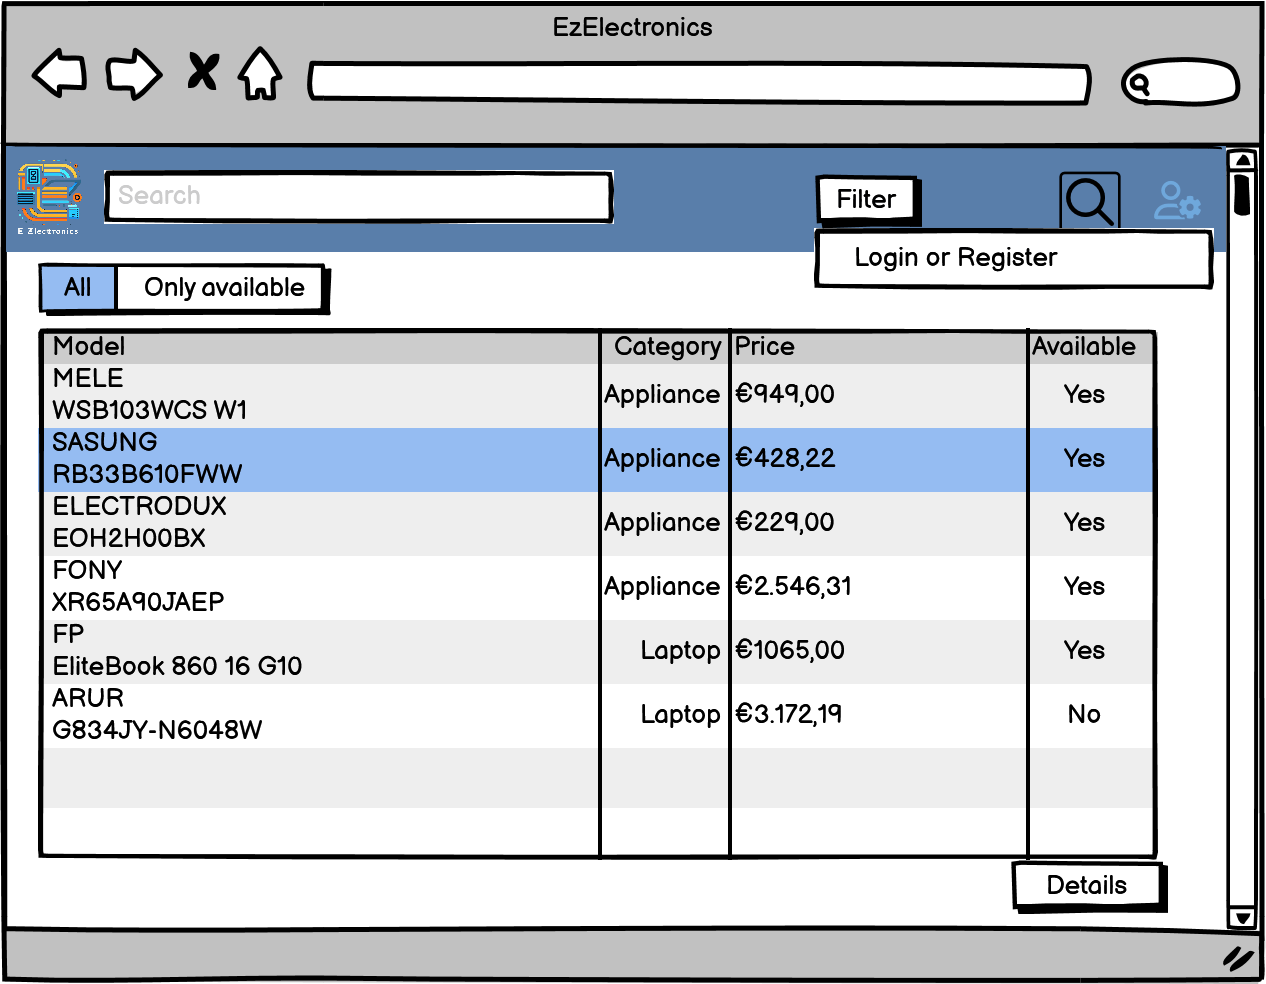 EzElectronics
E Electronics
Search
Filter
Login or Register
All
Only available
Model Category Price Available
MELE
WSB103WCS W1 Appliance €949,00 Yes
SASUNG
RB33B610FWW Appliance €428,22 Yes
ELECTRODUX
EOH2H00BX Appliance €229,00 Yes
FONY
XR65A90JAEP Appliance €2.546,31 Yes
FP
EliteBook 860 16 G10 Laptop €1065,00 Yes
ARUR
G834JY-N6048W Laptop €3.172,19 No
Details